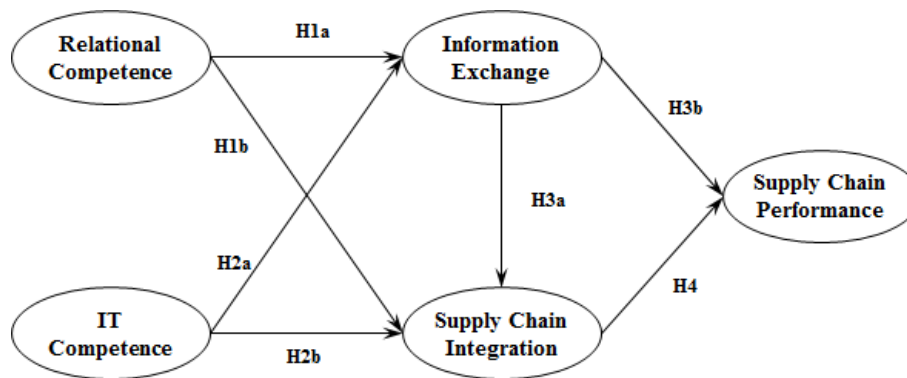 Relational
Competence
H1a
Information
Exchange
H1b
H3b
H3a
Supply Chain
Performance
H2a
H4
IT
Competence
H2b
Supply Chain
Integration